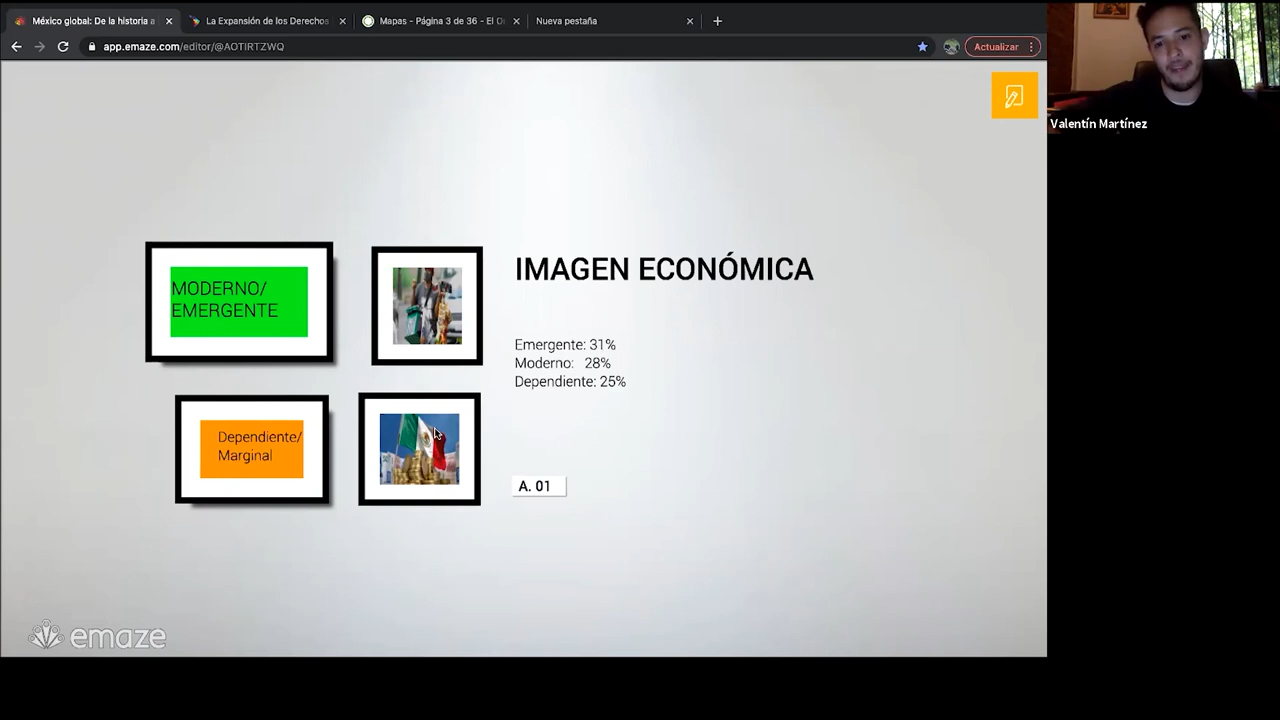 México global: De la historia a
La Expansión de los Derechos
Mapas - Página 3 de 36 - El O
Nueva pestaña
app.emaze.com/editor/@AOTIRTZWQ
Actualizar
Valentín Martínez
MODERNO/
EMERGENTE
IMAGEN ECONÓMICA
Emergente: 31%
Moderno: 28%
Dependiente: 25%
Dependiente/
Marginal
A. 01
emaze